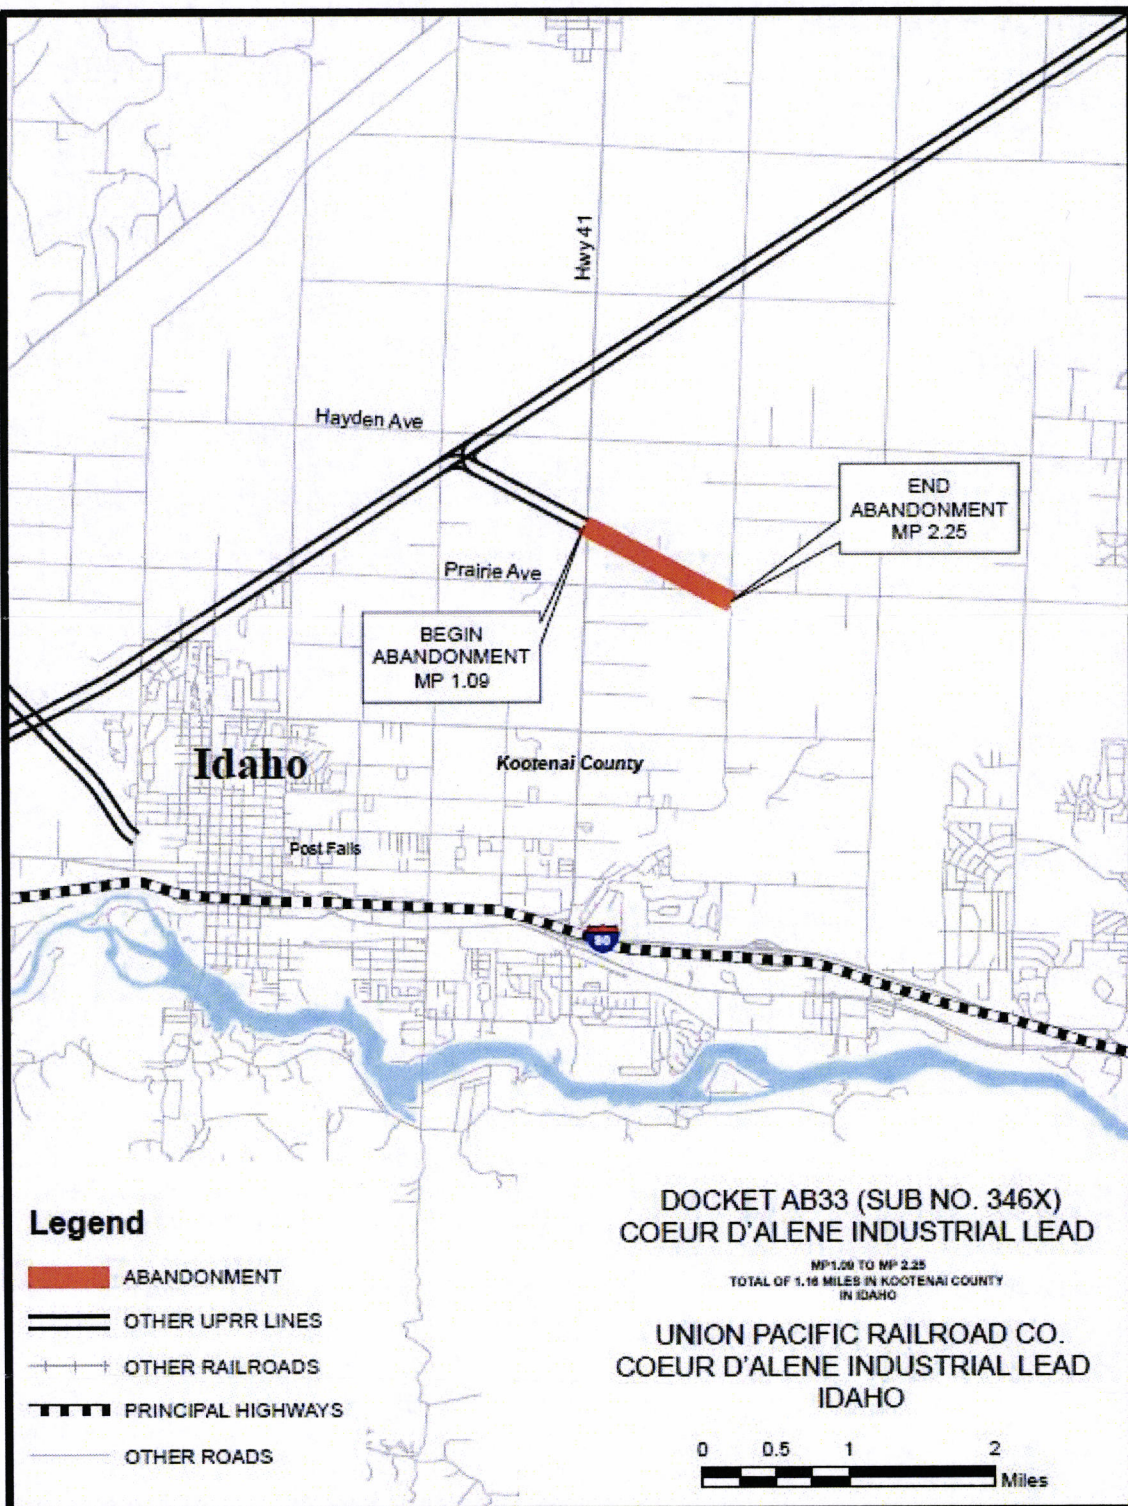 Hwy 41
Hayden Ave
END
ABANDONMENT
MP 2.25
Prairie Ave
BEGIN
ABANDONMENT
MP 1.09
Idaho
Kootenai County
Post Falls
90
Legend
ABANDONMENT
OTHER UPRR LINES
OTHER RAILROADS
PRINCIPAL HIGHWAYS
OTHER ROADS
DOCKET AB33 (SUB NO. 346X)
COEUR D'ALENE INDUSTRIAL LEAD
MP1.09 TO MP 2.25
TOTAL OF 1.16 MILES IN KOOTENAI COUNTY
IN IDAHO
UNION PACIFIC RAILROAD CO.
COEUR D'ALENE INDUSTRIAL LEAD
IDAHO
0 0.5 1 2
Miles